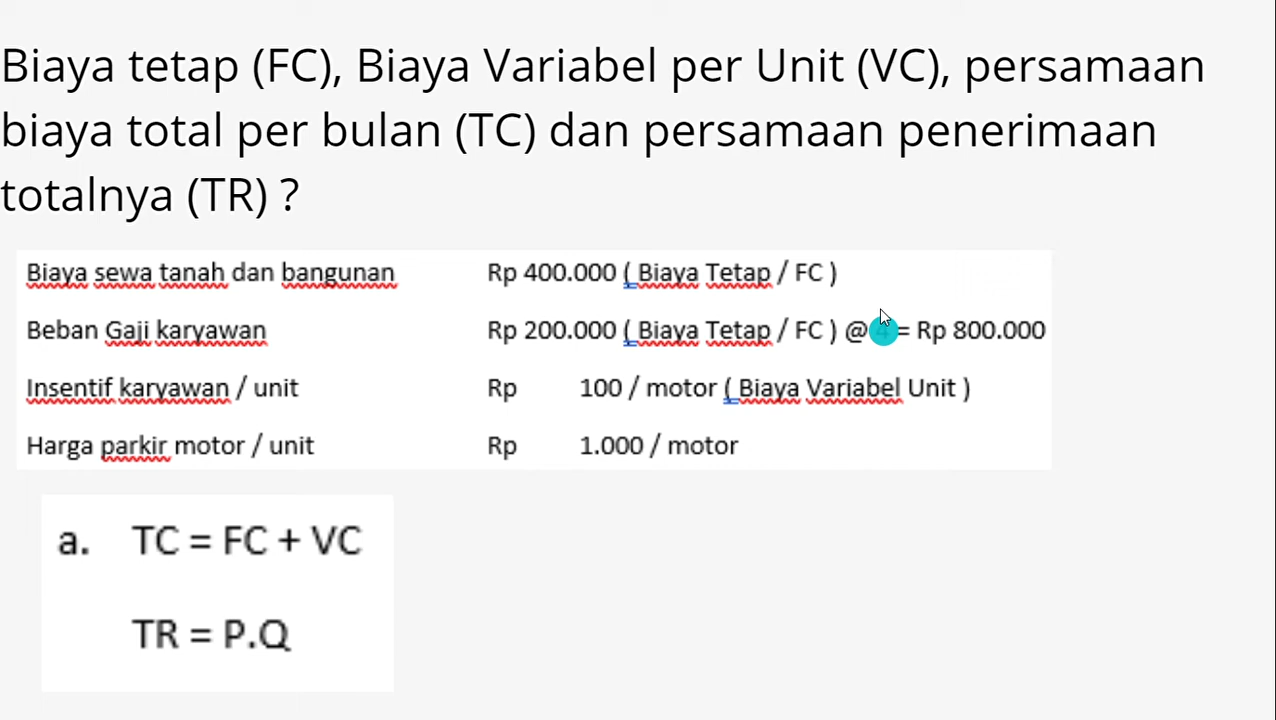 Biaya tetap (FC), Biaya Variabel per Unit (VC), persamaan
biaya total per bulan (TC) dan persamaan penerimaan
totalnya (TR) ?
Biaya sewa tanah dan bangunan Rp 400.000 ( Biaya Tetap / FC )
Beban Gaji karyawan Rp 200.000 ( Biaya Tetap / FC ) @ 4 = Rp 800.000
Insentif karyawan / unit Rp 100 / motor ( Biaya Variabel Unit )
Harga parkir motor / unit Rp 1.000 / motor
a. TC = FC + VC
TR = P.Q